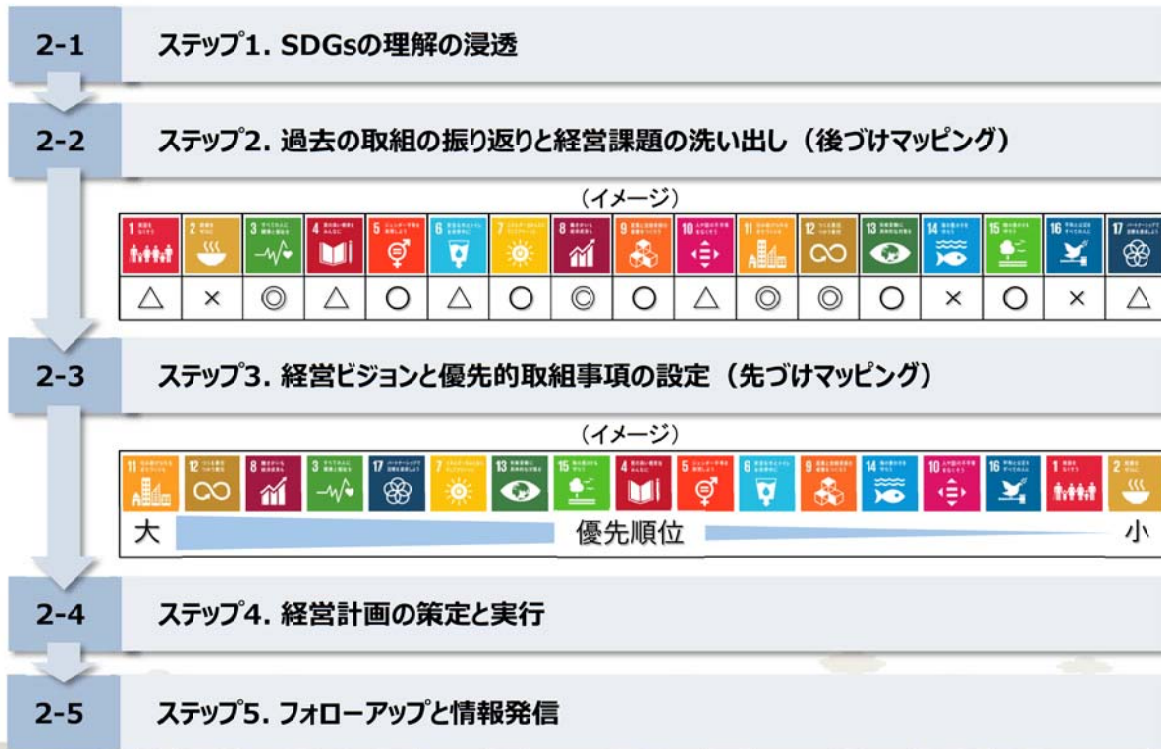 2-1
ステップ1. SDGsの理解の浸透
2-2
ステップ2. 過去の取組の振り返りと経営課題の洗い出し（後づけマッピング）
（イメージ）
1 2 3 4 5 6 7 8 9 10 11 12 13 14 15 16 17
△ × ◎ △ ○ △ ○ ◎ ○ △ ◎ ◎ ○ × ○ × △
2-3
ステップ3. 経営ビジョンと優先的取組事項の設定（先づけマッピング）
（イメージ）
11 12 8 3 17 7 13 15 4 5 6 9 14 10 16 1 2
大 優先順位 小
2-4
ステップ4. 経営計画の策定と実行
2-5
ステップ5. フォローアップと情報発信